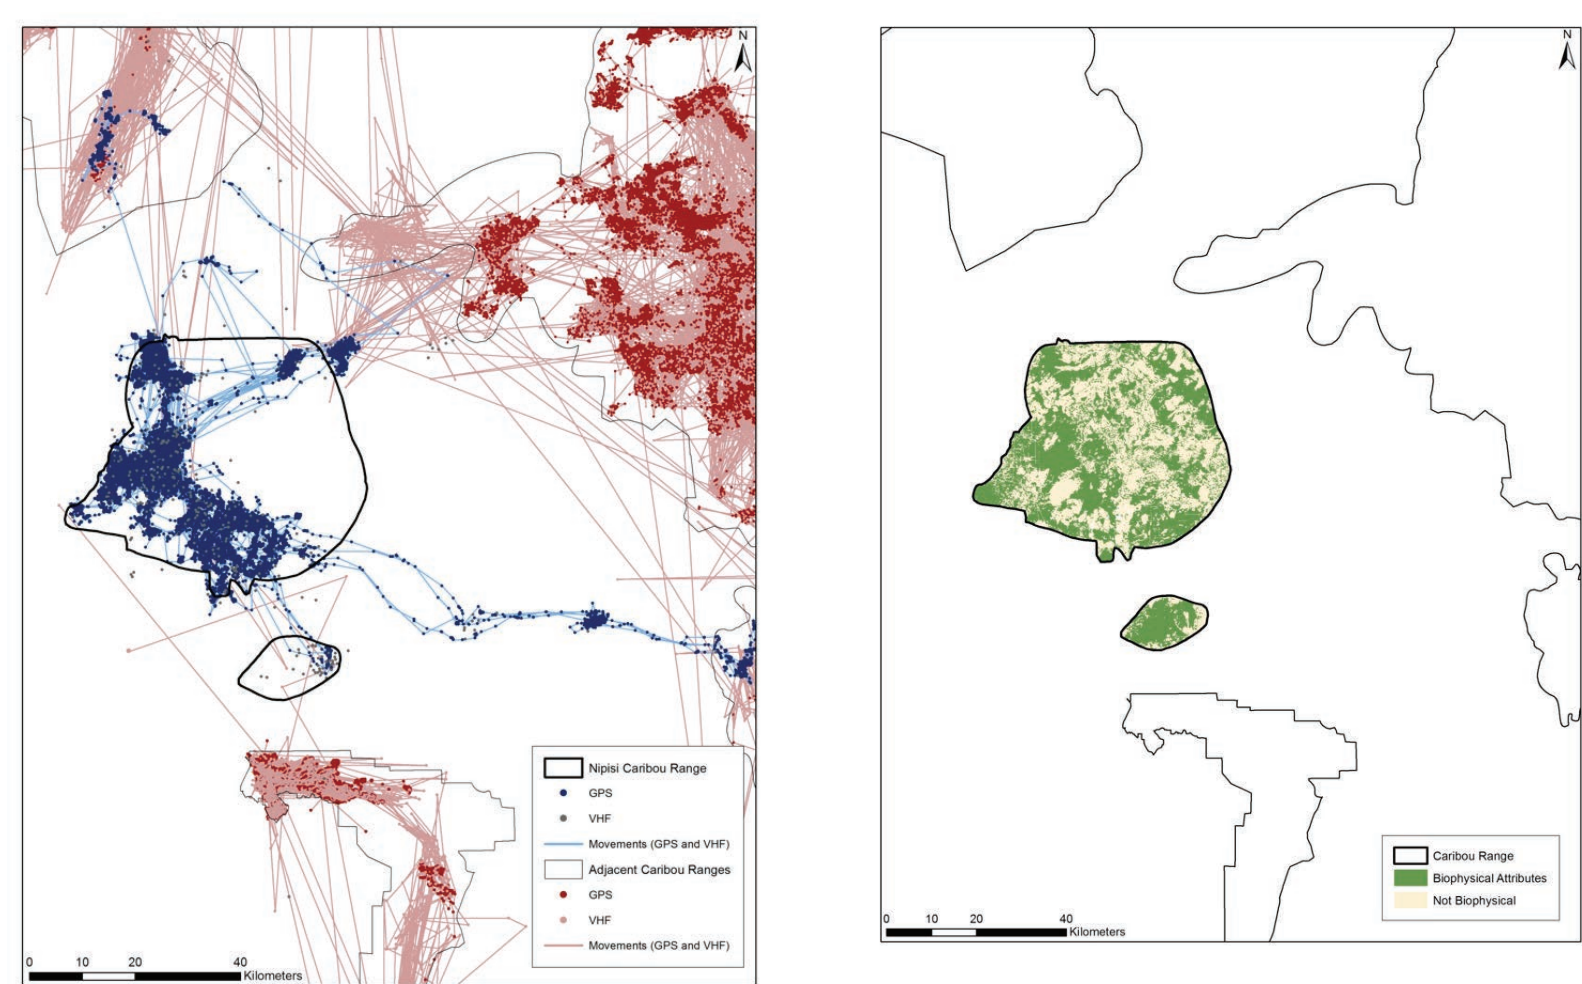 N
Nipisi Caribou Range
GPS
VHF
Movements (GPS and VHF)
Adjacent Caribou Ranges
GPS
VHF
Movements (GPS and VHF)
0 10 20 40
Kilometers
N
Caribou Range
Biophysical Attributes
Not Biophysical
0 10 20 40
Kilometers